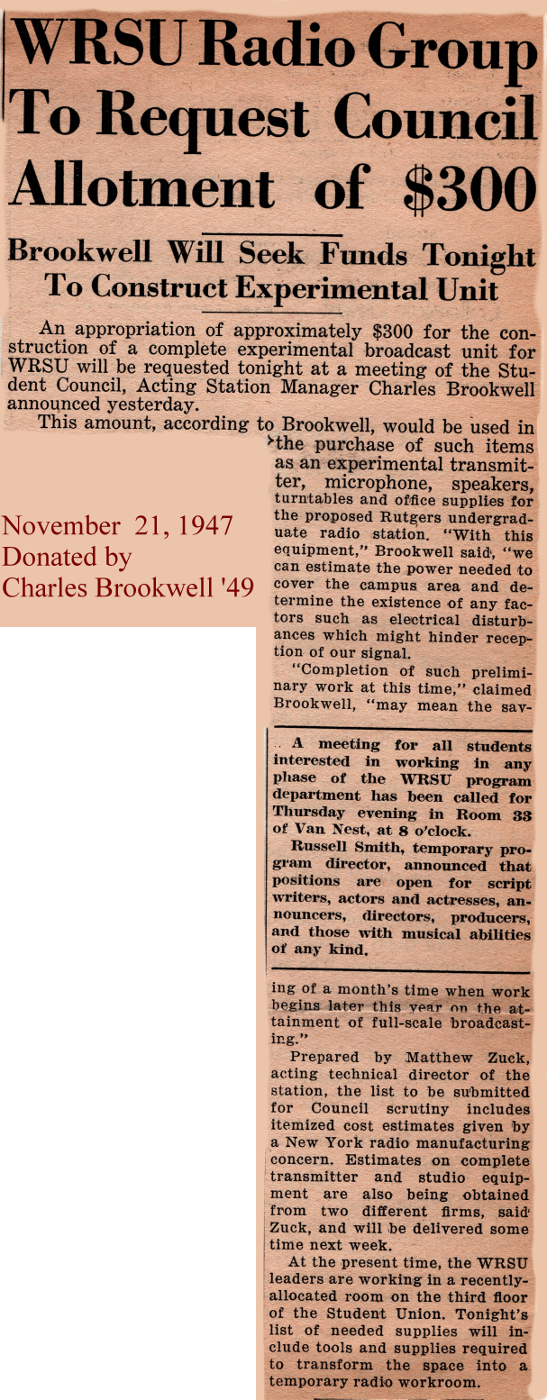 WRSU Radio Group
To Request Council
Allotment of $300
Brookwell Will Seek Funds Tonight
To Construct Experimental Unit
An appropriation of approximately $300 for the con-
struction of a complete experimental broadcast unit for
WRSU will be requested tonight at a meeting of the Stu-
dent Council, Acting Station Manager Charles Brookwell
announced yesterday.
This amount, according to Brookwell, would be used in
the purchase of such items
as an experimental transmit-
ter, microphone, speakers,
turntables and office supplies for
the proposed Rutgers undergrad-
uate radio station. "With this
equipment," Brookwell said, "we
can estimate the power needed to
cover the campus area and de-
termine the existence of any fac-
tors such as electrical disturb-
ances which might hinder recep-
tion of our signal.
"Completion of such prelimi-
nary work at this time," claimed
Brookwell, "may mean the sav-
A meeting for all students
interested in working in any
phase of the WRSU program
department has been called for
Thursday evening in Room 33
of Van Nest, at 8 o'clock.
Russell Smith, temporary pro-
gram director, announced that
positions are open for script
writers, actors and actresses, an-
nouncers, directors, producers,
and those with musical abilities
of any kind.
ing of a month's time when work
begins later this year on the at-
tainment of full-scale broadcast-
ing."
Prepared by Matthew Zuck,
acting technical director of the
station, the list to be submitted
for Council scrutiny includes
itemized cost estimates given by
a New York radio manufacturing
concern. Estimates on complete
transmitter and studio equip-
ment are also being obtained
from two different firms, said
Zuck, and will be delivered some
time next week.
At the present time, the WRSU
leaders are working in a recently-
allocated room on the third floor
of the Student Union. Tonight's
list of needed supplies will in-
clude tools and supplies required
to transform the space into a
temporary radio workroom.
November 21, 1947
Donated by
Charles Brookwell '49